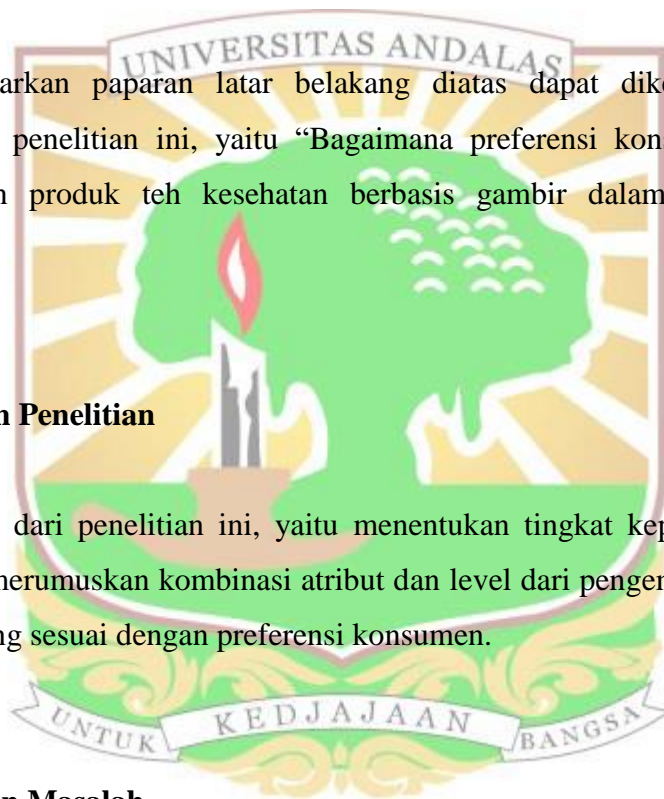 UNIVERSITAS ANDALAS
arkan paparan latar belakang diatas dapat dike
penelitian ini, yaitu “Bagaimana preferensi kon
produk teh kesehatan berbasis gambir dalam
n Penelitian
dari penelitian ini, yaitu menentukan tingkat kep
nerumuskan kombinasi atribut dan level dari penger
ng sesuai dengan preferensi konsumen.
UNTUK KEDJAJAAN BANGSA